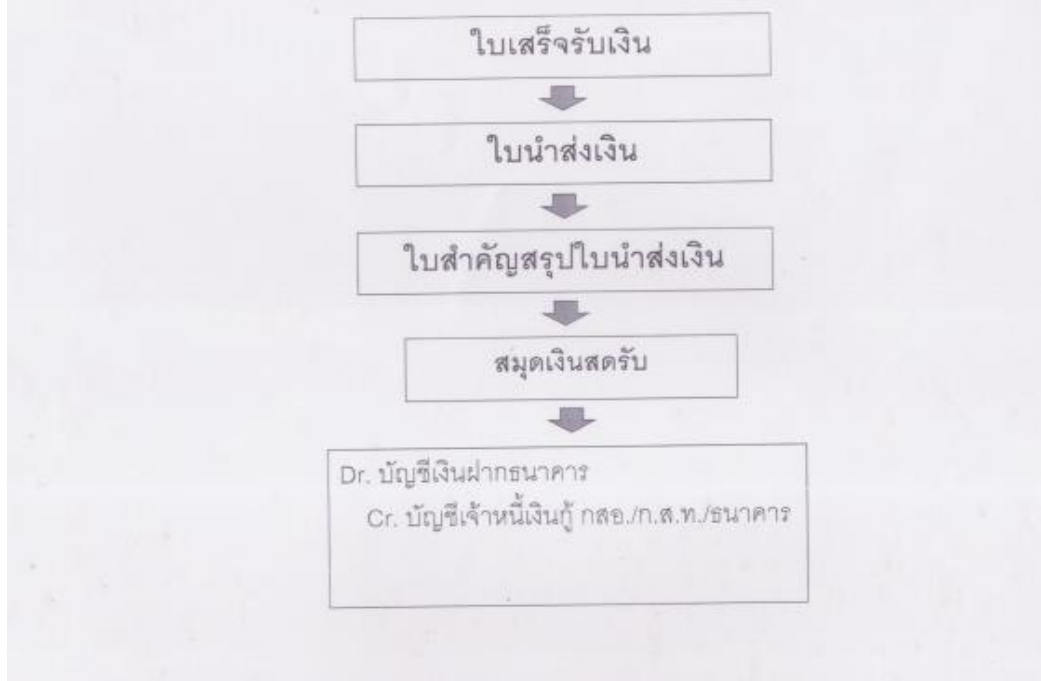 ใบเสร็จรับเงิน
ใบนำส่งเงิน
ใบสำคัญสรุปใบนำส่งเงิน
สมุดเงินสดรับ
Dr. บัญชีเงินฝากธนาคาร
Cr. บัญชีเจ้าหนี้เงินกู้ กสอ./ก.ส.ท./ธนาคาร